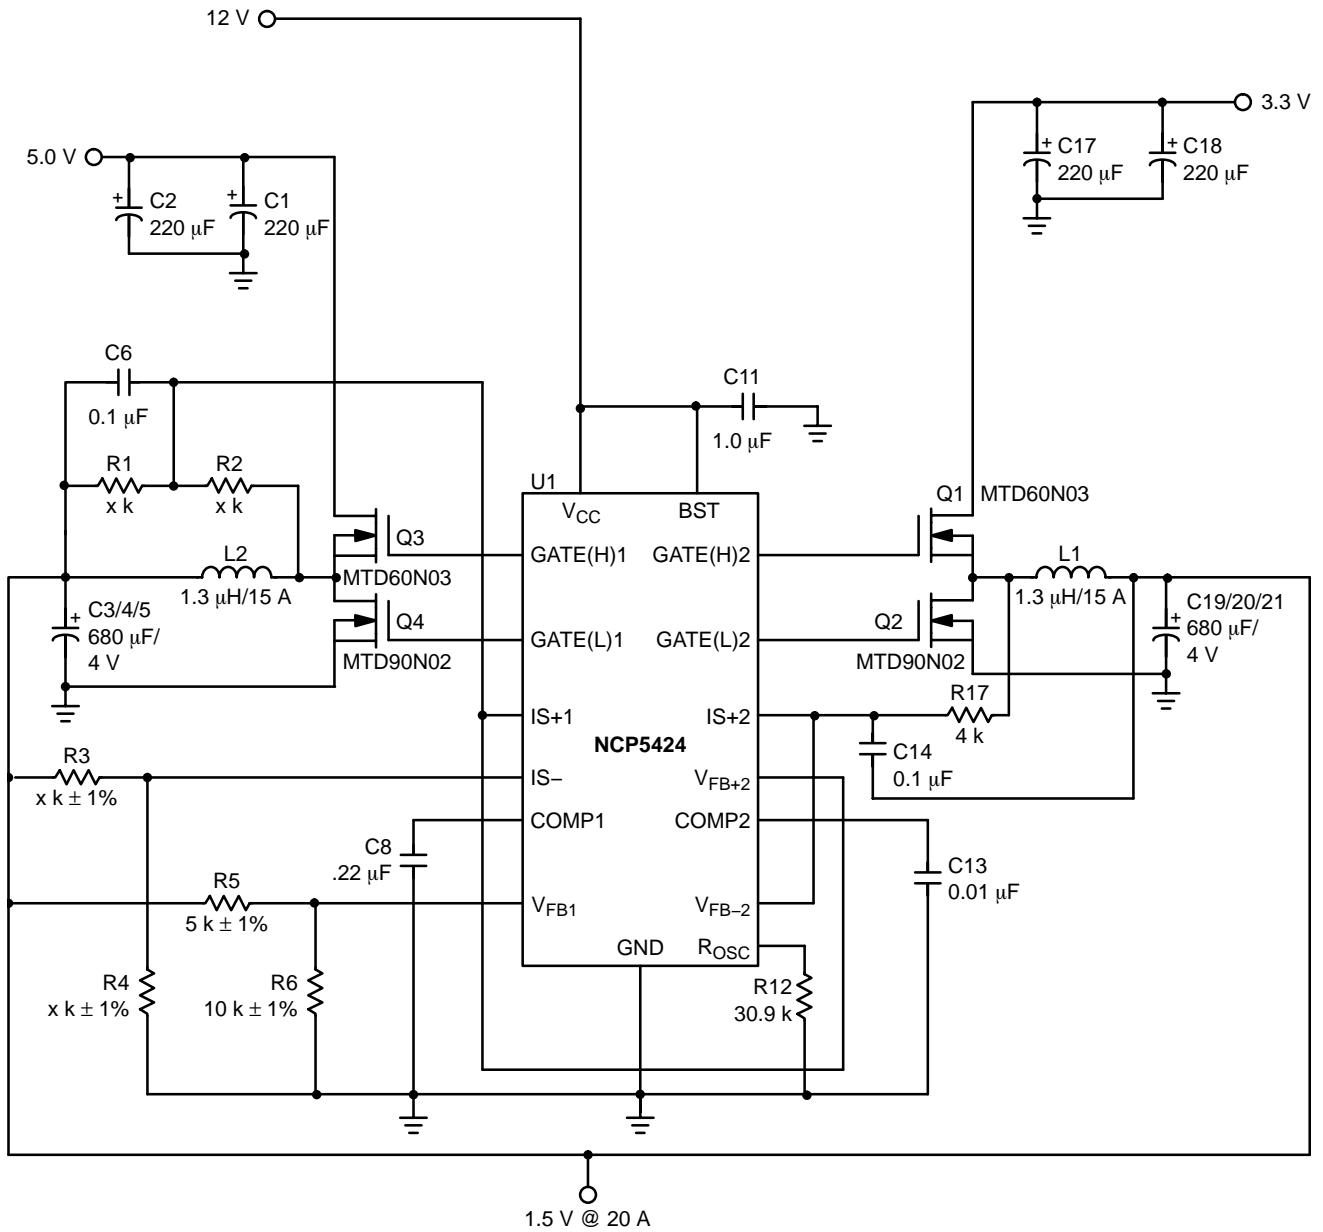 12 V
3.3 V
5.0 V
+
C2
220 μF
+
C1
220 μF
+
C17
220 μF
+
C18
220 μF
C6
0.1 μF
C11
1.0 μF
R1
x k
R2
x k
U1
V_CC
BST
Q3
MTD60N03
GATE(H)1
GATE(H)2
Q1
MTD60N03
L2
1.3 μH/15 A
L1
1.3 μH/15 A
+
C3/4/5
680 μF/
4 V
Q4
MTD90N02
GATE(L)1
GATE(L)2
Q2
MTD90N02
+
C19/20/21
680 μF/
4 V
IS+1
IS+2
R17
4 k
NCP5424
C14
0.1 μF
R3
x k ± 1%
IS−
V_FB+2
COMP1
COMP2
C8
.22 μF
C13
0.01 μF
R5
5 k ± 1%
V_FB1
V_FB−2
GND
R_OSC
R4
x k ± 1%
R6
10 k ± 1%
R12
30.9 k
1.5 V @ 20 A